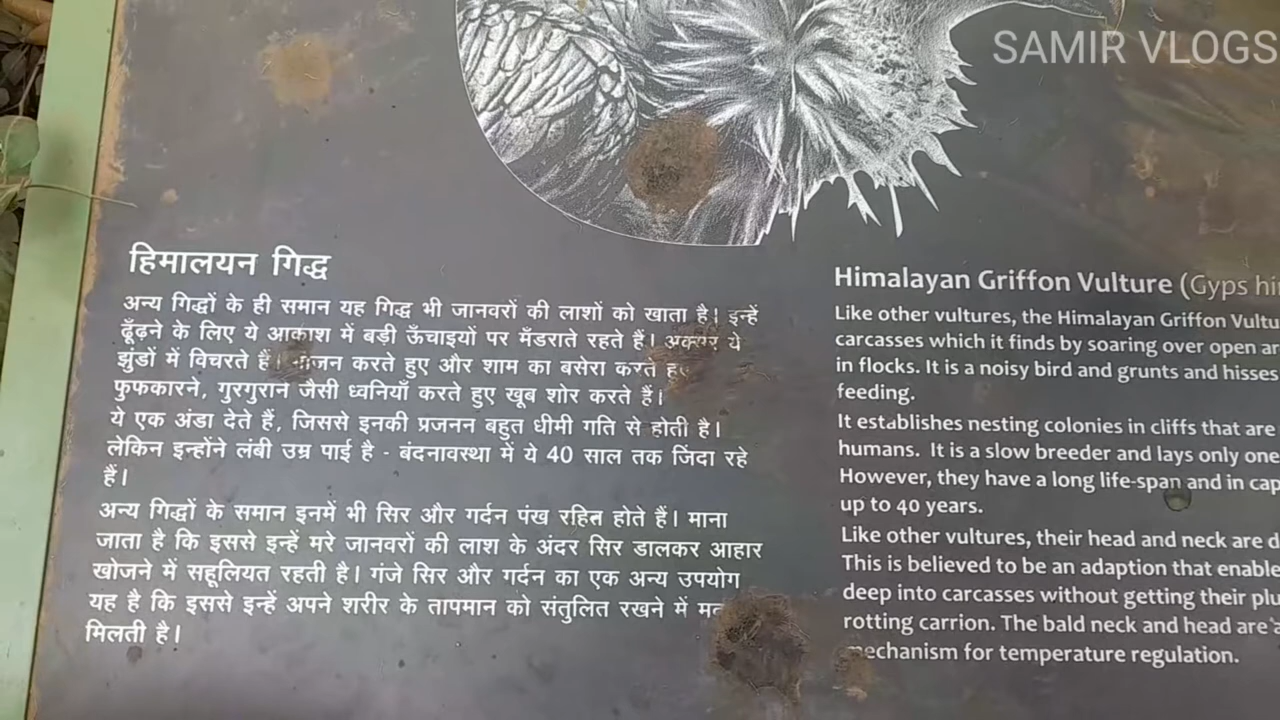 SAMIR VLOGS
हिमालयन गिद्ध
अन्य गिद्धों के ही समान यह गिद्ध भी जानवरों की लाशों को खाता है। इन्हें
ढूँढ़ने के लिए ये आकाश में बड़ी ऊँचाइयों पर मँडराते रहते हैं। अक्सर ये
झुंडों में विचरते हैं। करते हुए और शाम का बसेरा करते
फुफकारने, गुरगुराने जैसी ध्वनियाँ करते हुए खूब शोर करते हैं।
ये एक अंडा देते हैं, जिससे इनकी प्रजनन बहुत धीमी गति से होती है।
लेकिन इन्होंने लंबी उम्र पाई है - बंदनावस्था में ये 40 साल तक जिंदा रहे
हैं।
अन्य गिद्धों के समान इनमें भी सिर और गर्दन पंख रहित होते हैं। माना
जाता है कि इससे इन्हें मरे जानवरों की लाश के अंदर सिर डालकर आहार
खोजने में सहूलियत रहती है। गंजे सिर और गर्दन का एक अन्य उपयोग
यह है कि इससे इन्हें अपने शरीर के तापमान को संतुलित रखने में
मिलती है।
Himalayan Griffon Vulture (Gyps
Like other vultures, the Himalayan Griffon
carcasses which it finds by soaring over open
in flocks. It is a noisy bird and grunts and hisses
feeding.
It establishes nesting colonies in cliffs that are
humans. It is a slow breeder and lays only one
However, they have a long life-span and in
up to 40 years.
Like other vultures, their head and neck are
This is believed to be an adaption that
deep into carcasses without getting their
rotting carrion. The bald neck and head are
mechanism for temperature regulation.